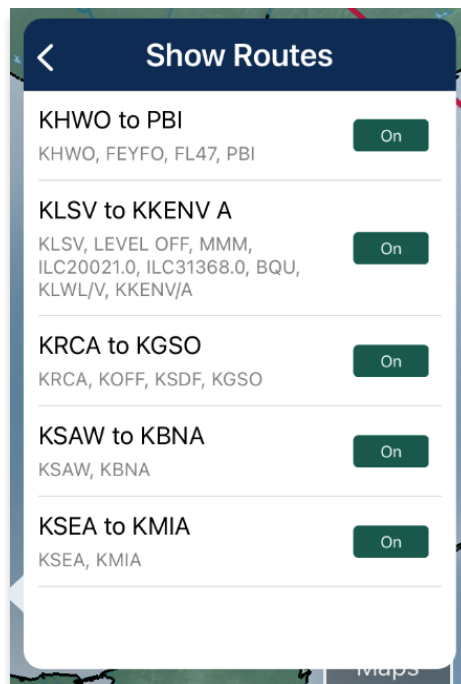 Show Routes
KHWO to PBI
On
KHWO, FEYFO, FL47, PBI
KLSV to KKENV A
KLSV, LEVEL OFF, MMM,
On
ILC20021.0, ILC31368.0, BQU,
KLWL/V, KKENV/A
KRCA to KGSO
On
KRCA, KOFF, KSDF, KGSO
KSAW to KBNA
On
KSAW, KBNA
KSEA to KMIA
On
KSEA, KMIA
Maps